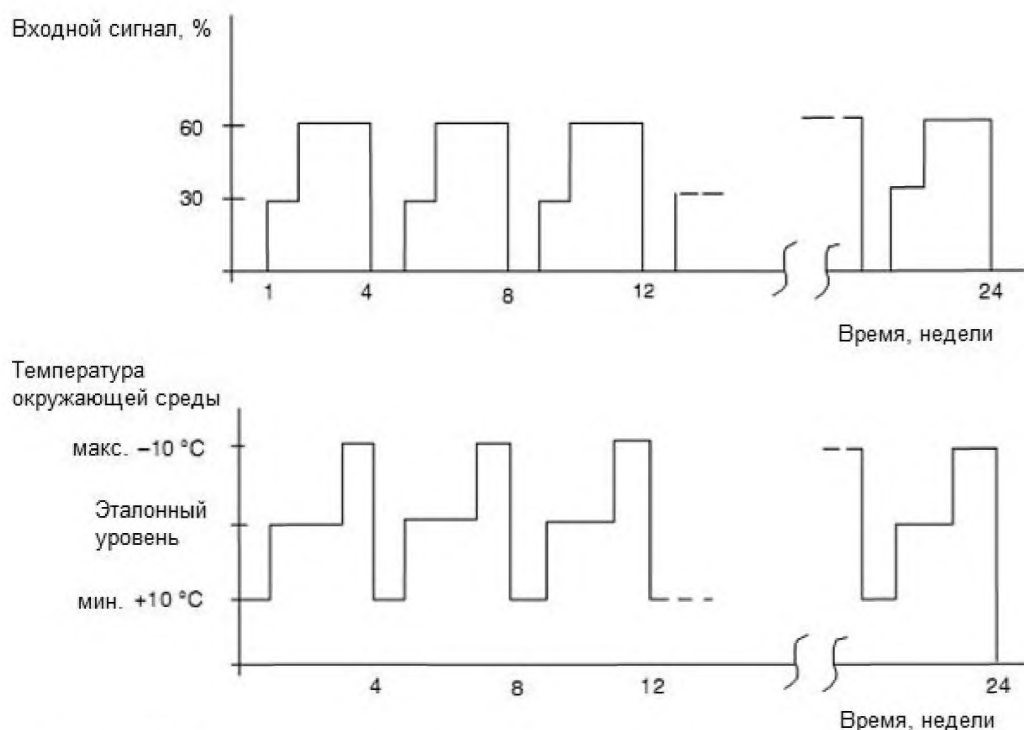 Входной сигнал, %
60
30
1 4 8 12 24
Время, недели
Температура
окружающей среды
макс. –10 °C
Эталонный
уровень
мин. +10 °C
4 8 12 24
Время, недели